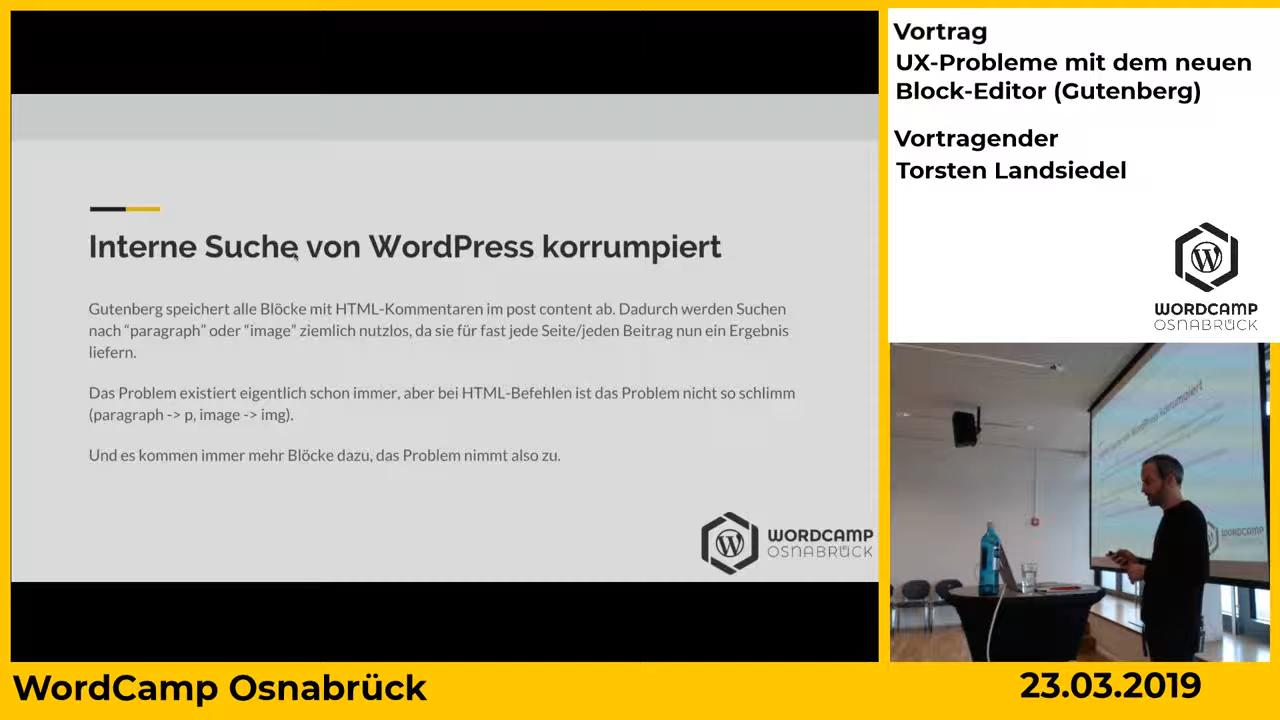 Interne Suche von WordPress korrumpiert
Gutenberg speichert alle Blöcke mit HTML-Kommentaren im post content ab. Dadurch werden Suchen
nach “paragraph” oder “image” ziemlich nutzlos, da sie für fast jede Seite/jeden Beitrag nun ein Ergebnis
liefern.
Das Problem existiert eigentlich schon immer, aber bei HTML-Befehlen ist das Problem nicht so schlimm
(paragraph -> p, image -> img).
Und es kommen immer mehr Blöcke dazu, das Problem nimmt also zu.
WORDCAMP
OSNABRÜCK
Vortrag
UX-Probleme mit dem neuen
Block-Editor (Gutenberg)
Vortragender
Torsten Landsiedel
WORDCAMP
OSNABRÜCK
WORDCAMP
WordCamp Osnabrück
23.03.2019